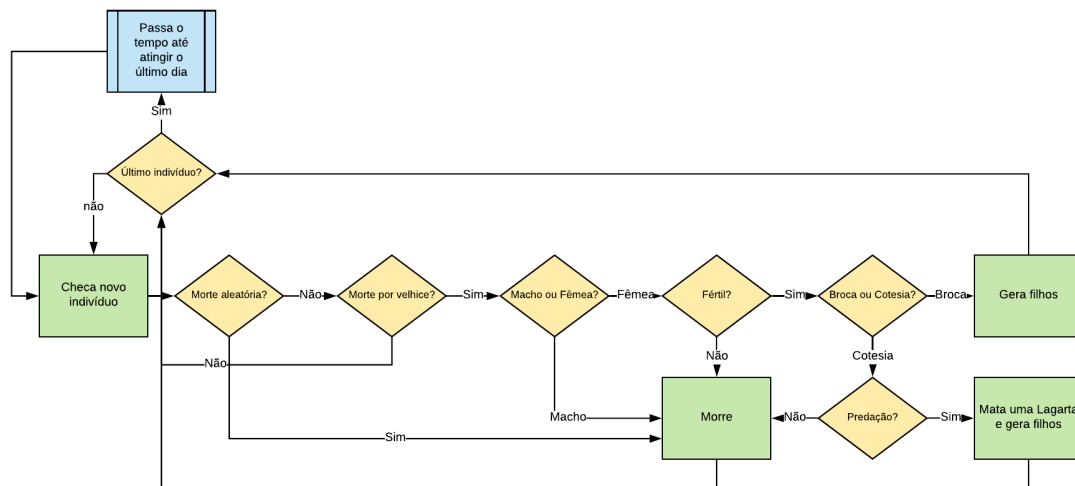 Passa o
tempo até
atingir o
último dia
Sim
Último indivíduo?
não
Checa novo
indivíduo
Morte aleatória?
Não
Morte por velhice?
Sim
Macho ou Fêmea?
Fêmea
Fértil?
Sim
Broca ou Cotesia?
Broca
Gera filhos
Não
Não
Cotesia
Macho
Morre
Não
Predação?
Sim
Mata uma Lagarta
e gera filhos
Sim